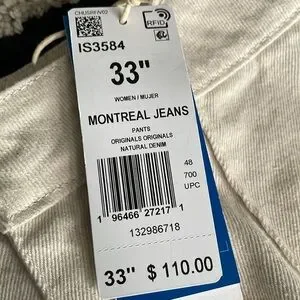 CHUSRFIV02
RFID
IS3584
33"
WOMEN / MUJER
MONTREAL JEANS
PANTS
ORIGINALS ORIGINALS
NATURAL DENIM
48
700
UPC
1 96466 27217 1
132986718
33" $ 110.00